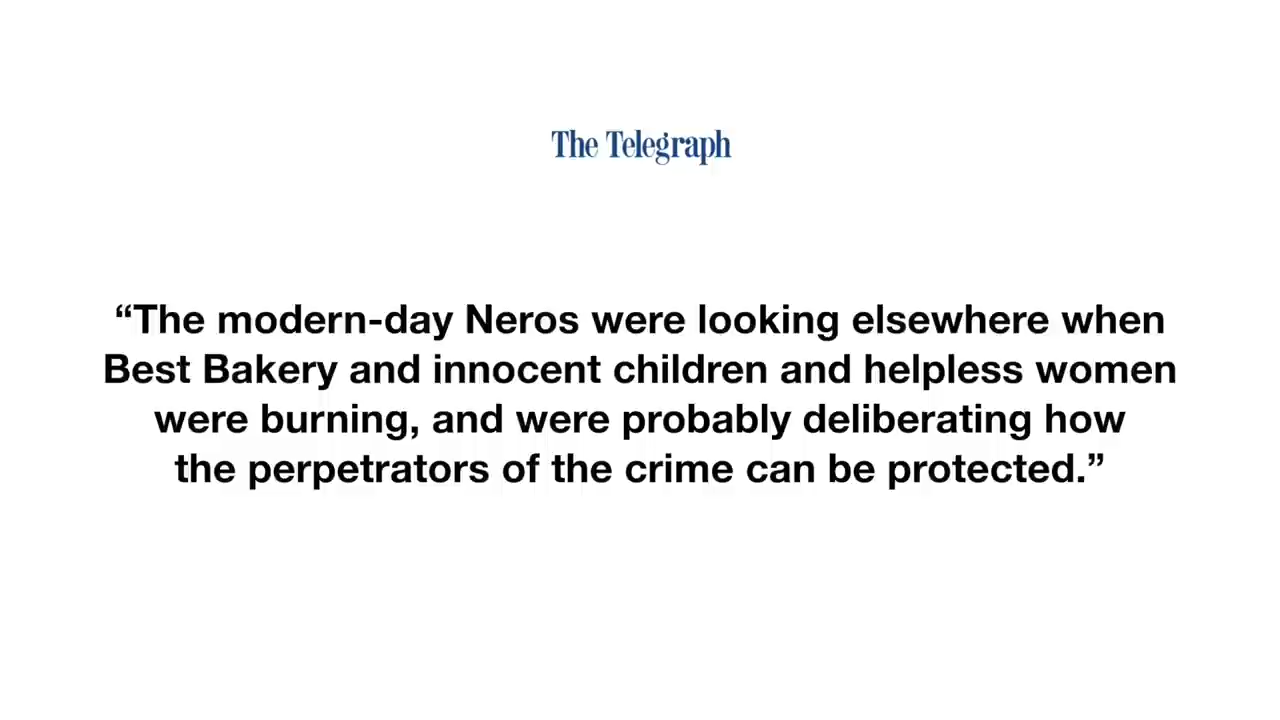 The Telegraph
“The modern-day Neros were looking elsewhere when
Best Bakery and innocent children and helpless women
were burning, and were probably deliberating how
the perpetrators of the crime can be protected.”